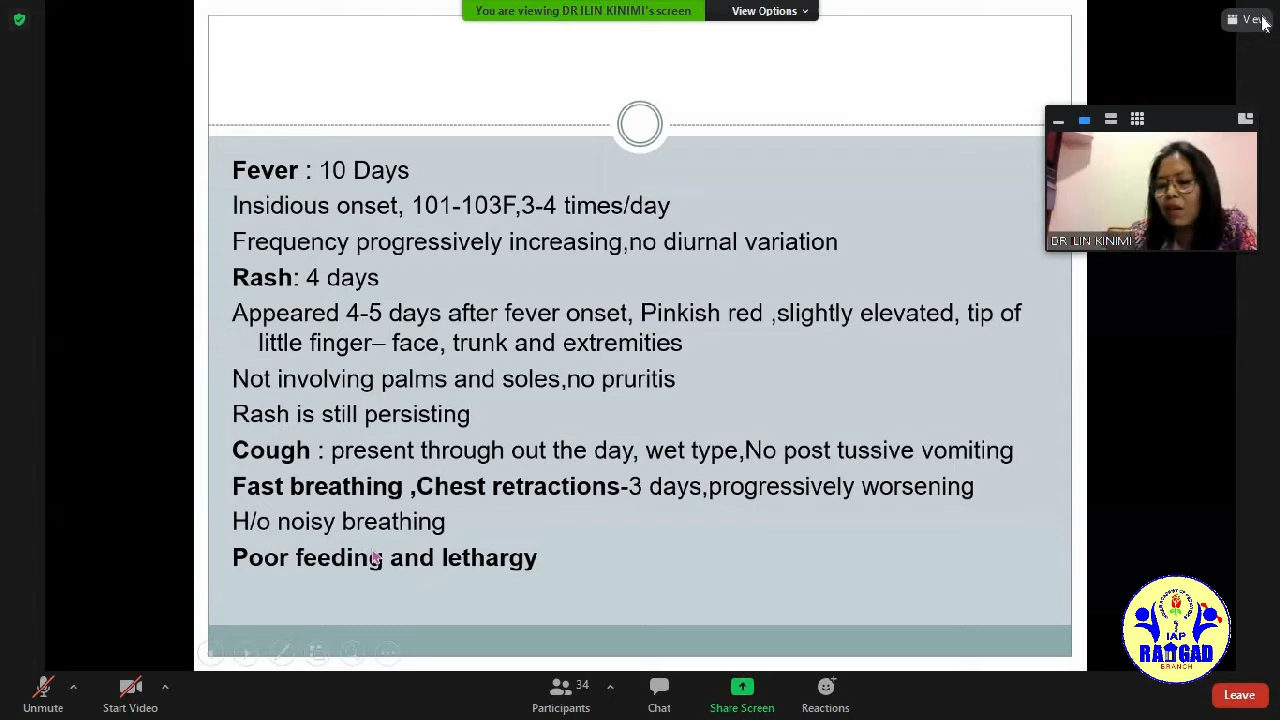 You are viewing DR ILIN KINIMI's screen
View Options
View
Fever : 10 Days
Insidious onset, 101-103F,3-4 times/day
Frequency progressively increasing,no diurnal variation
Rash: 4 days
Appeared 4-5 days after fever onset, Pinkish red ,slightly elevated, tip of
little finger– face, trunk and extremities
Not involving palms and soles,no pruritis
Rash is still persisting
Cough : present through out the day, wet type,No post tussive vomiting
Fast breathing ,Chest retractions-3 days,progressively worsening
H/o noisy breathing
Poor feeding and lethargy
DR ILIN KINIMI
IAP
RAIGAD
BRANCH
Unmute
Start Video
34
Participants
Chat
Share Screen
Reactions
Leave